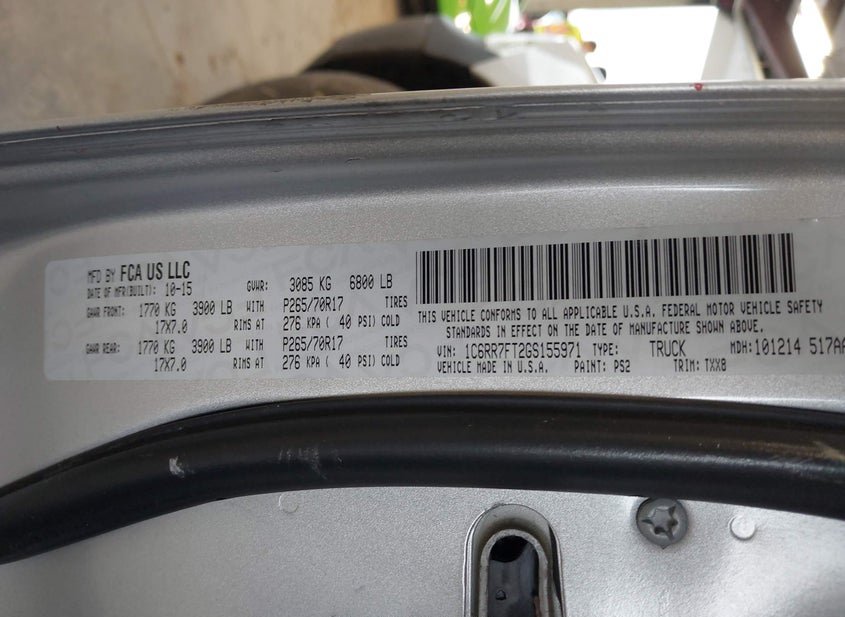 MFD BY FCA US LLC
DATE OF MFR(BUILT): 10-15 GVWR: 3085 KG 6800 LB
GAWR FRONT: 1770 KG 3900 LB WITH P265/70R17 TIRES
17X7.0 RIMS AT 276 KPA ( 40 PSI) COLD
GAWR REAR: 1770 KG 3900 LB WITH P265/70R17 TIRES
17X7.0 RIMS AT 276 KPA ( 40 PSI) COLD
THIS VEHICLE CONFORMS TO ALL APPLICABLE U.S.A. FEDERAL MOTOR VEHICLE SAFETY
STANDARDS IN EFFECT ON THE DATE OF MANUFACTURE SHOWN ABOVE.
VIN: 1C6RR7FT2GS155971 TYPE: TRUCK MDH: 101214 517AA
VEHICLE MADE IN U.S.A. PAINT: PS2 TRIM: TXX8